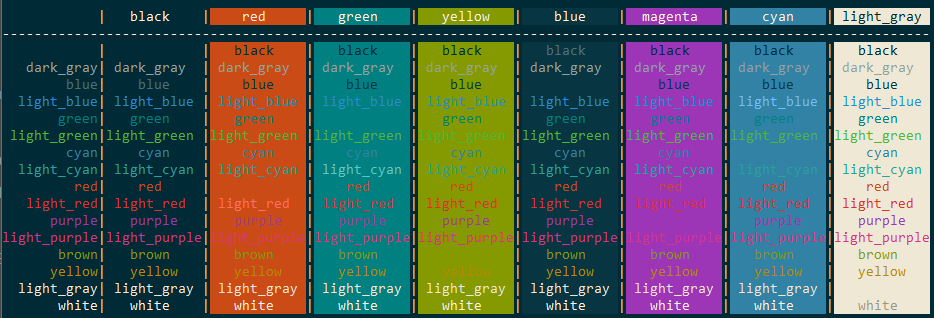 | black | red | green | yellow | blue | magenta | cyan | light_gray
--------------------------------------------------------------------------------
| | black | black | black | black | black | black | black
dark_gray| dark_gray | dark_gray | dark_gray | dark_gray | dark_gray | dark_gray | dark_gray | dark_gray
blue| blue | blue | blue | blue | | blue | blue | blue
light_blue| light_blue | light_blue | light_blue | light_blue | light_blue | light_blue | light_blue | light_blue
green| green | green | | green | green | green | green | green
light_green| light_green | light_green | light_green | light_green | light_green | light_green | light_green | light_green
cyan| cyan | cyan | cyan | cyan | cyan | cyan | | cyan
light_cyan| light_cyan | light_cyan | light_cyan | light_cyan | light_cyan | light_cyan | light_cyan | light_cyan
red| red | | red | red | red | red | red | red
light_red| light_red | light_red | light_red | light_red | light_red | light_red | light_red | light_red
purple| purple | purple | purple | purple | purple | | purple | purple
light_purple| light_purple | light_purple | light_purple | light_purple | light_purple | light_purple | light_purple | light_purple
brown| brown | brown | brown | | brown | brown | brown | brown
yellow| yellow | yellow | yellow | yellow | yellow | yellow | yellow | yellow
light_gray| light_gray | light_gray | light_gray | light_gray | light_gray | light_gray | light_gray |
white| white | white | white | white | white | white | white | white